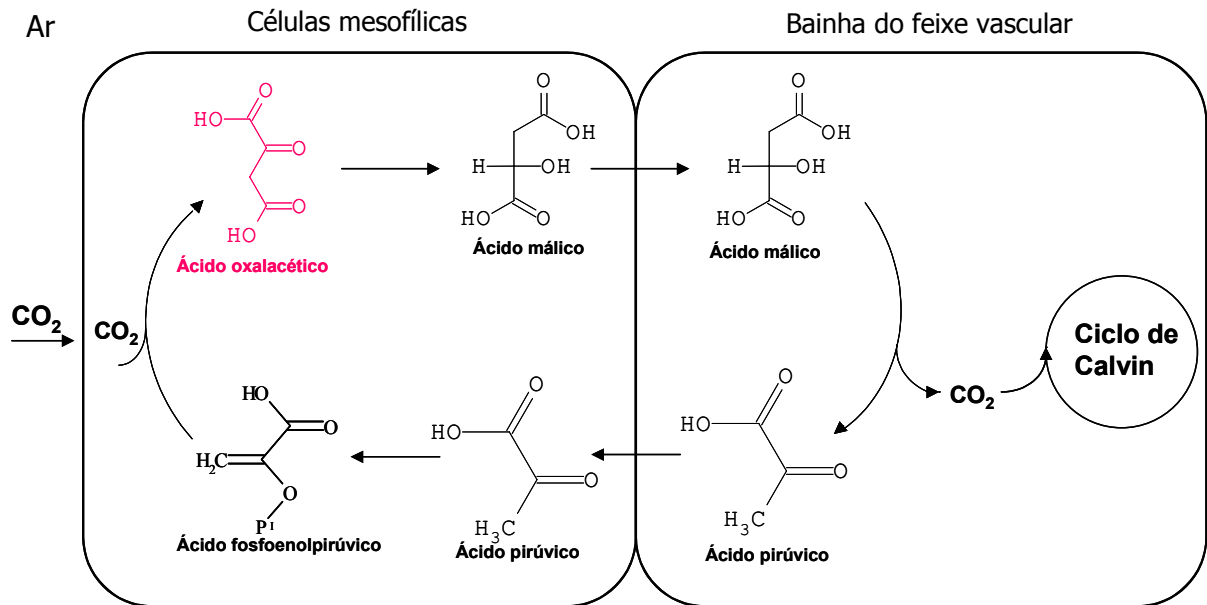 Ar
Células mesofílicas
Bainha do feixe vascular
O
HO
O
O
HO
Ácido oxalacético
O
OH
H
OH
HO
O
Ácido málico
O
OH
H
OH
HO
O
Ácido málico
CO2
CO2
HO
O
H2C
O
PI
Ácido fosfoenolpirúvico
O
HO
O
H3C
Ácido pirúvico
O
HO
O
H3C
Ácido pirúvico
CO2
Ciclo de
Calvin